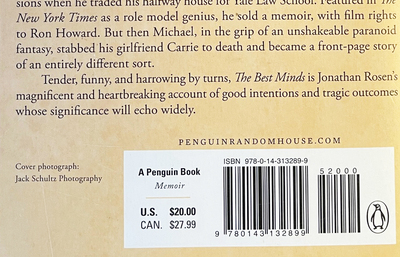 sions when he traded his halfway house for Yale Law School. Featured in The
New York Times as a role model genius, he sold a memoir, with film rights
to Ron Howard. But then Michael, in the grip of an unshakeable paranoid
fantasy, stabbed his girlfriend Carrie to death and became a front-page story
of an entirely different sort.
Tender, funny, and harrowing by turns, The Best Minds is Jonathan Rosen's
magnificent and heartbreaking account of good intentions and tragic outcomes
whose significance will echo widely.
PENGUINRANDOMHOUSE.COM
Cover photograph:
Jack Schultz Photography
A Penguin Book
Memoir
U.S. $20.00
CAN. $27.99
ISBN 978-0-14-313289-9
52000
9 780143 132899